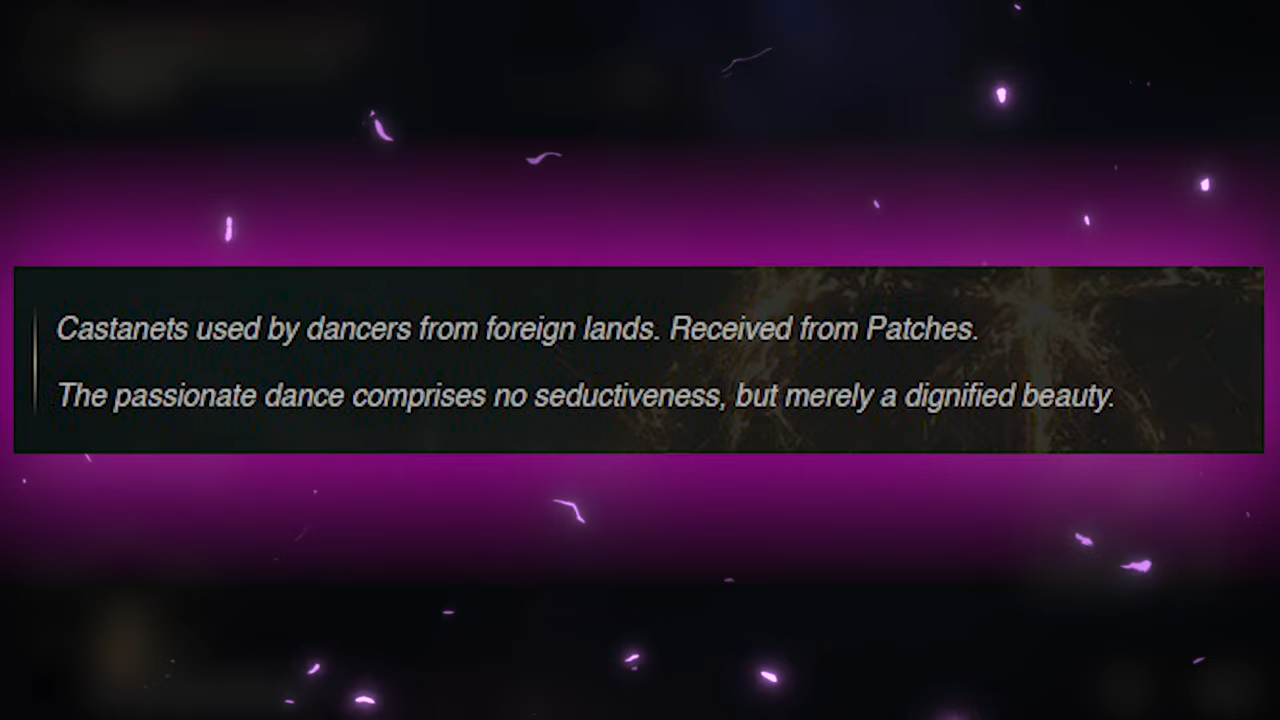 Castanets used by dancers from foreign lands. Received from Patches.
The passionate dance comprises no seductiveness, but merely a dignified beauty.